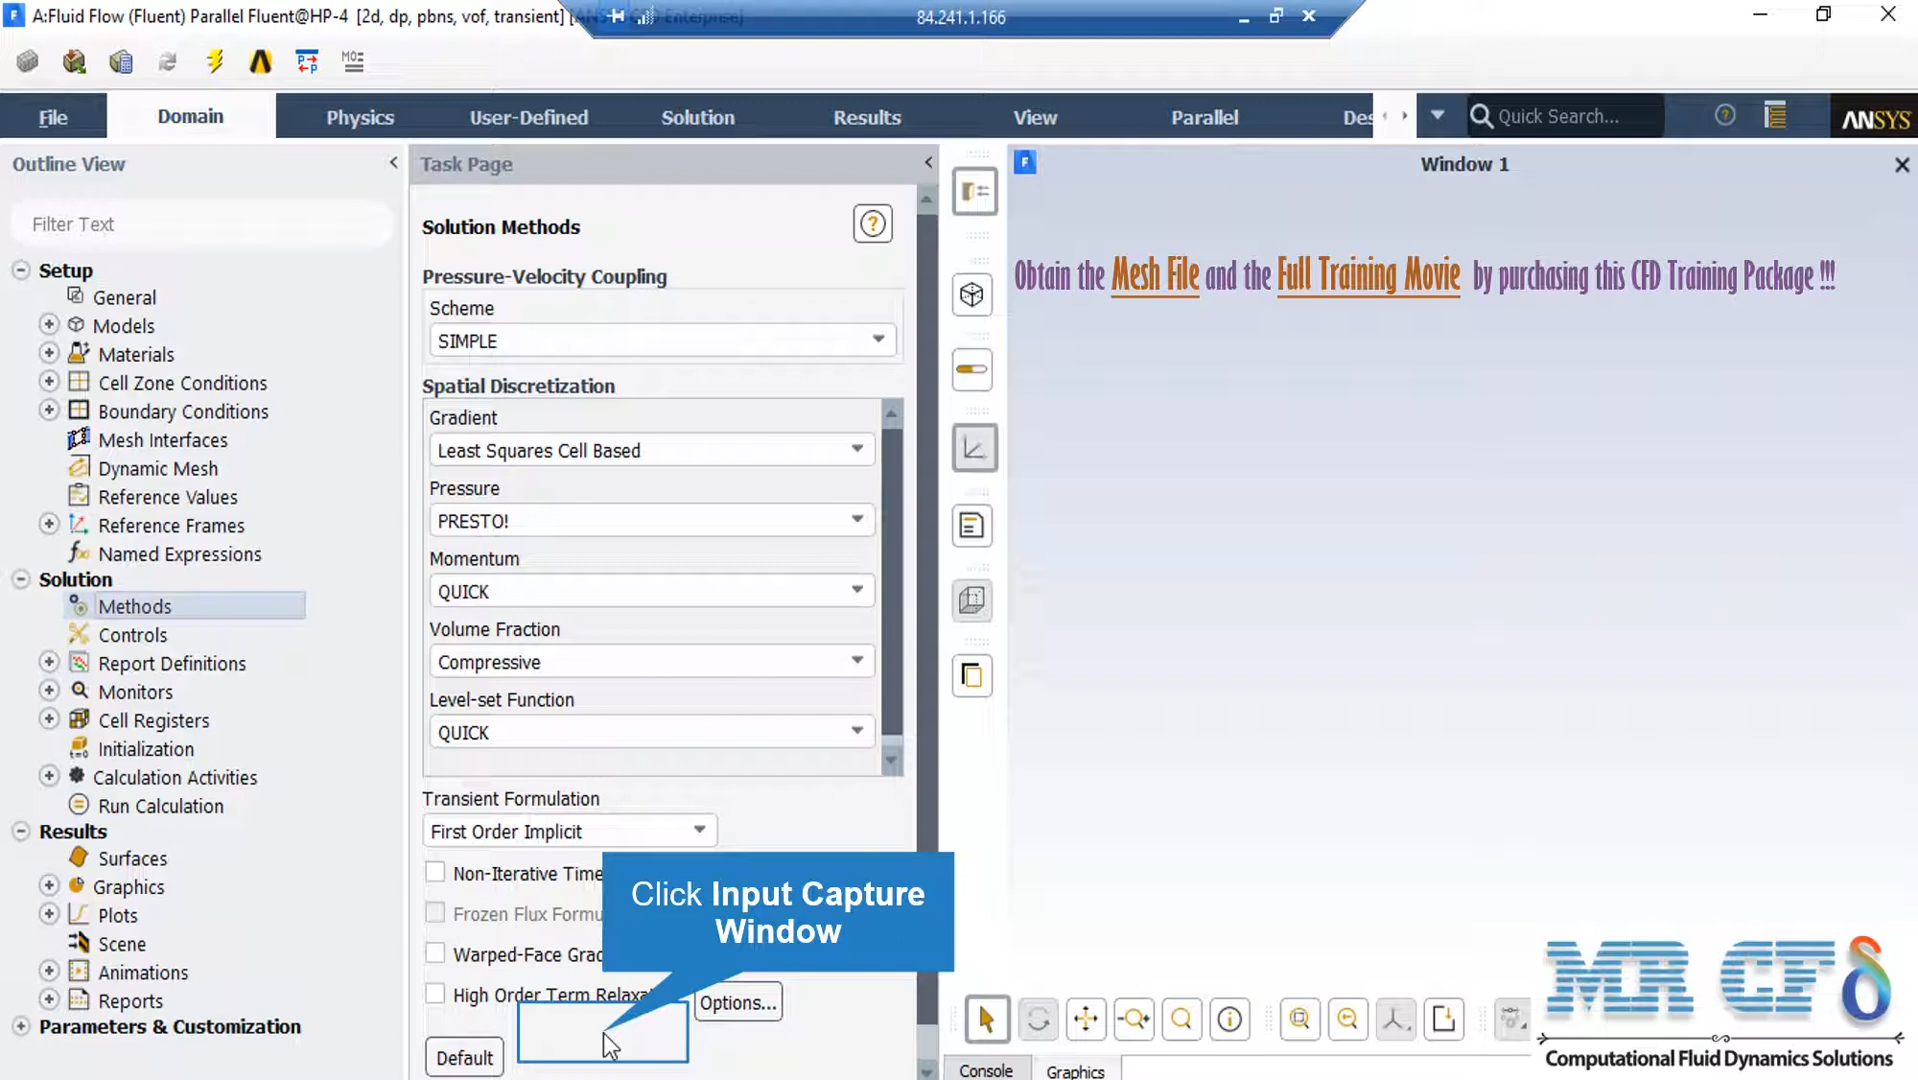 A:Fluid Flow (Fluent) Parallel Fluent@HP-4 [2d, dp, pbns, vof, transient]
84.241.1.166
File
Domain
Physics
User-Defined
Solution
Results
View
Parallel
Des
Quick Search...
ANSYS
Outline View
Filter Text
Setup
General
Models
Materials
Cell Zone Conditions
Boundary Conditions
Mesh Interfaces
Dynamic Mesh
Reference Values
Reference Frames
Named Expressions
Solution
Methods
Controls
Report Definitions
Monitors
Cell Registers
Initialization
Calculation Activities
Run Calculation
Results
Surfaces
Graphics
Plots
Scene
Animations
Reports
Parameters & Customization
Task Page
Solution Methods
Pressure-Velocity Coupling
Scheme
SIMPLE
Spatial Discretization
Gradient
Least Squares Cell Based
Pressure
PRESTO!
Momentum
QUICK
Volume Fraction
Compressive
Level-set Function
QUICK
Transient Formulation
First Order Implicit
Non-Iterative Time
Frozen Flux Formu
Warped-Face Grad
High Order Term Relaxa
Options...
Default
Click Input Capture
Window
Window 1
Obtain the Mesh File and the Full Training Movie by purchasing this CFD Training Package !!!
MR CFD
Computational Fluid Dynamics Solutions
Console
Graphics